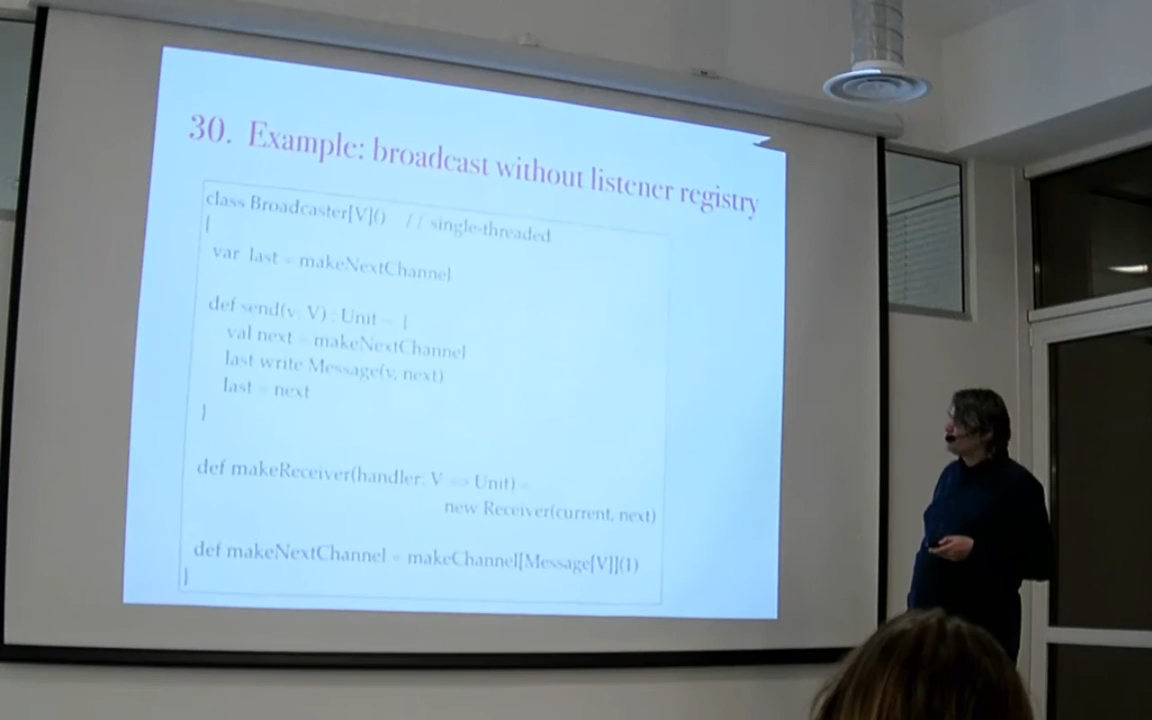 30. Example: broadcast without listener registry
class Broadcaster[V]() // single-threaded
{
var last = makeNextChannel
def send(v: V) : Unit = {
val next = makeNextChannel
last write Message(v, next)
last = next
}
def makeReceiver(handler: V => Unit) =
new Receiver(current, next)
def makeNextChannel = makeChannel[Message[V]](1)
}